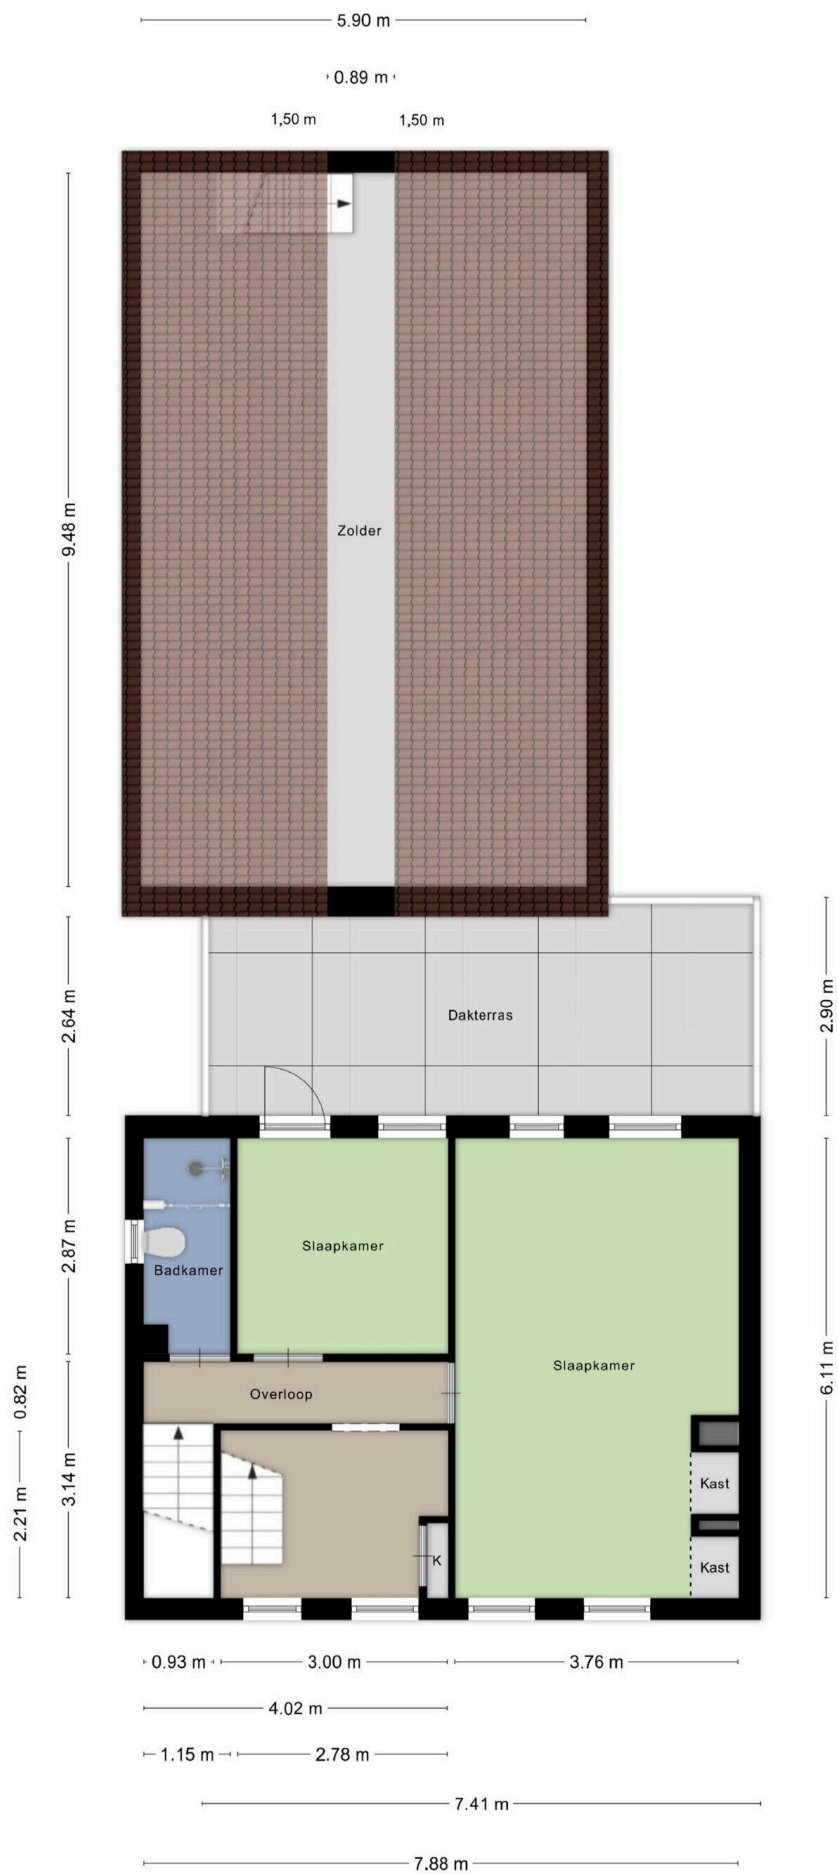 5.90 m
0.89 m
1,50 m
1,50 m
9.48 m
Zolder
2.64 m
Dakterras
2.90 m
2.87 m
Badkamer
Slaapkamer
Slaapkamer
6.11 m
0.82 m
Overloop
3.14 m
2.21 m
Kast
K
Kast
0.93 m
3.00 m
3.76 m
4.02 m
1.15 m
2.78 m
7.41 m
7.88 m